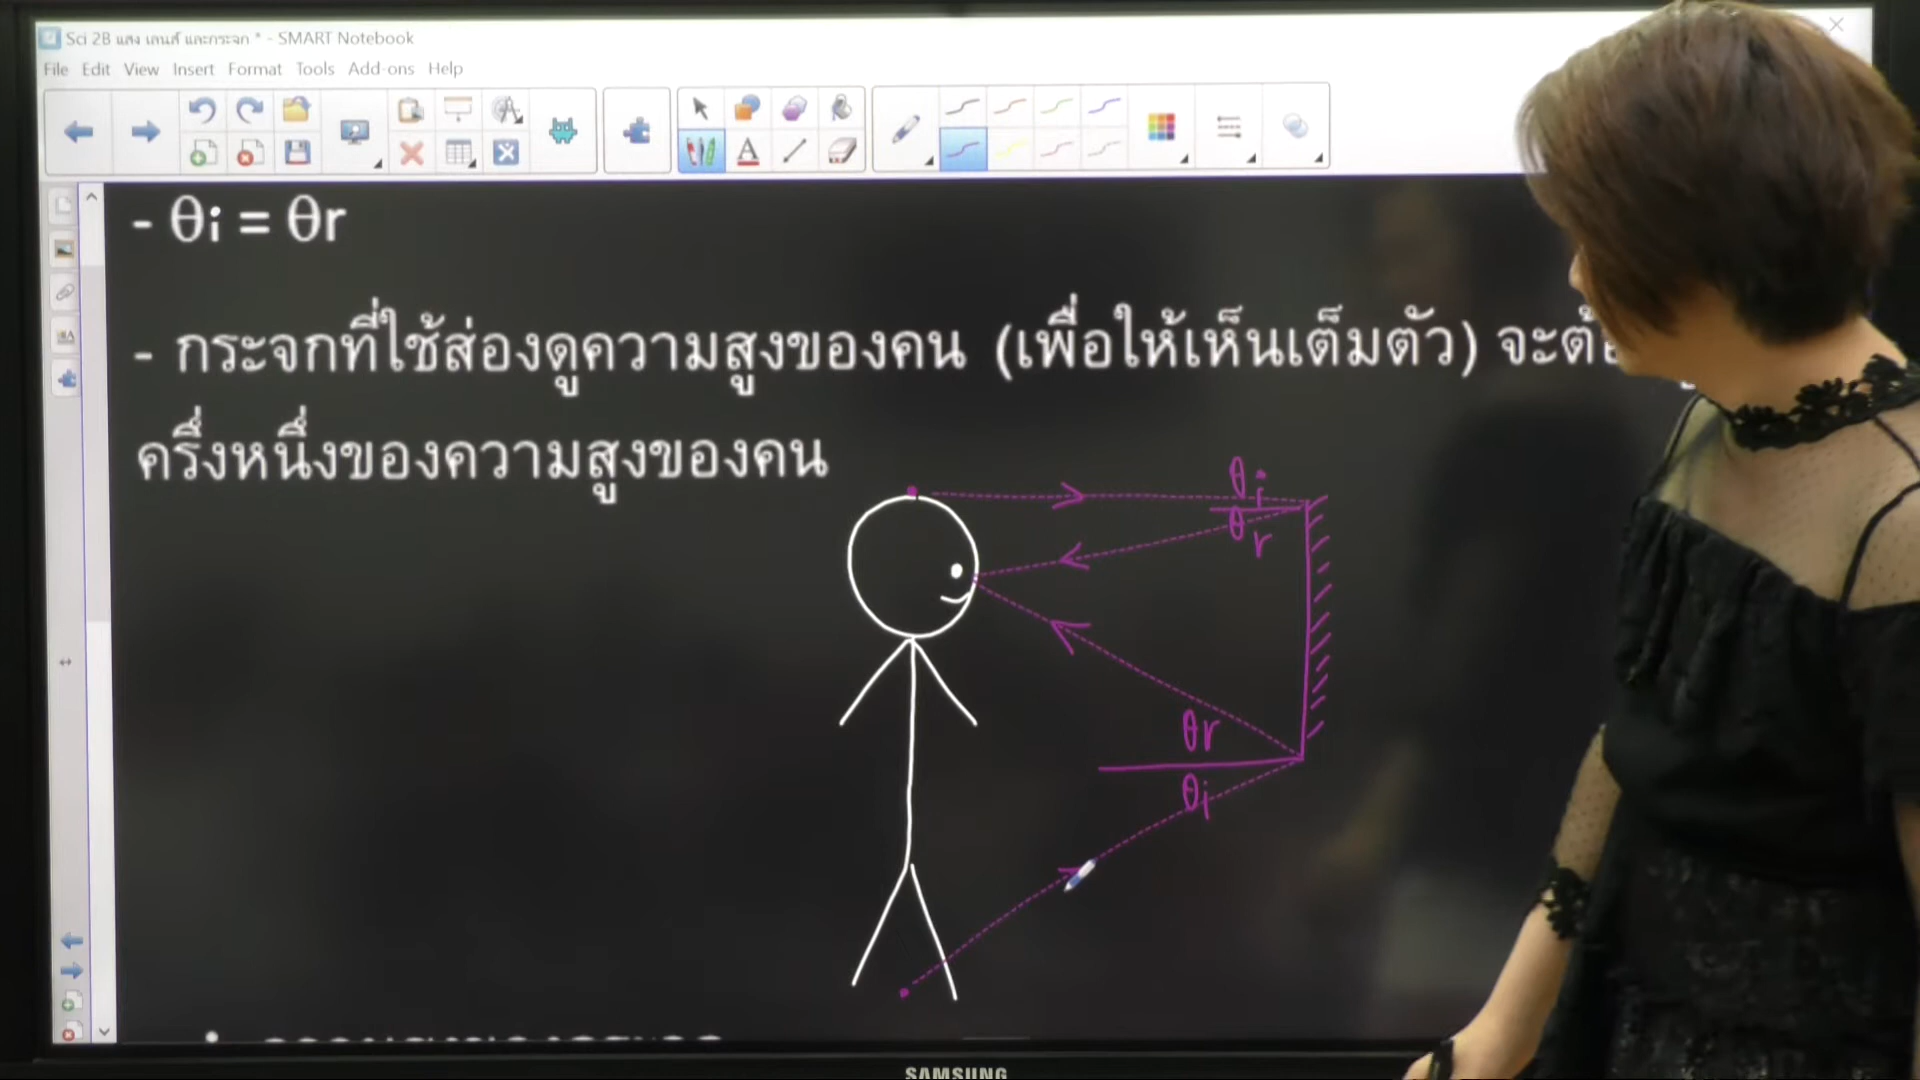 Sci 2B แสง เลนส์ และกระจก * - SMART Notebook
File Edit View Insert Format Tools Add-ons Help
- θi = θr
- กระจกที่ใช้ส่องดูความสูงของคน (เพื่อให้เห็นเต็มตัว)
ครึ่งหนึ่งของความสูงของคน
θi
θr
θr
θi
SAMSUNG